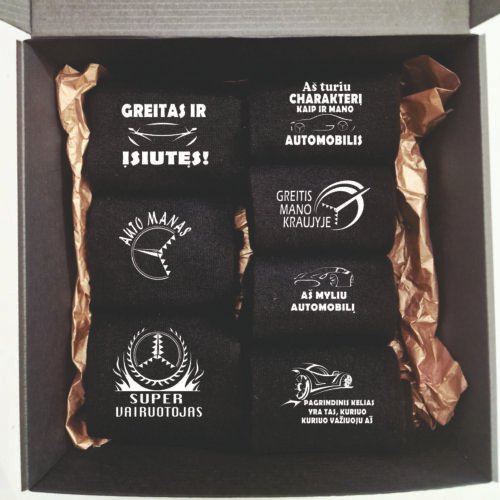 GREITAS IR
ĮSIUTĘS!
Aš turiu
CHARAKTERĮ
KAIP IR MANO
AUTOMOBILIS
AUTO MANAS
GREITIS
MANO
KRAUJYJE
AŠ MYLIU
AUTOMOBILĮ
SUPER
VAIRUOTOJAS
PAGRINDINIS KELIAS
YRA TAS, KURIUO
KURIUO VAŽIUOJU AŠ